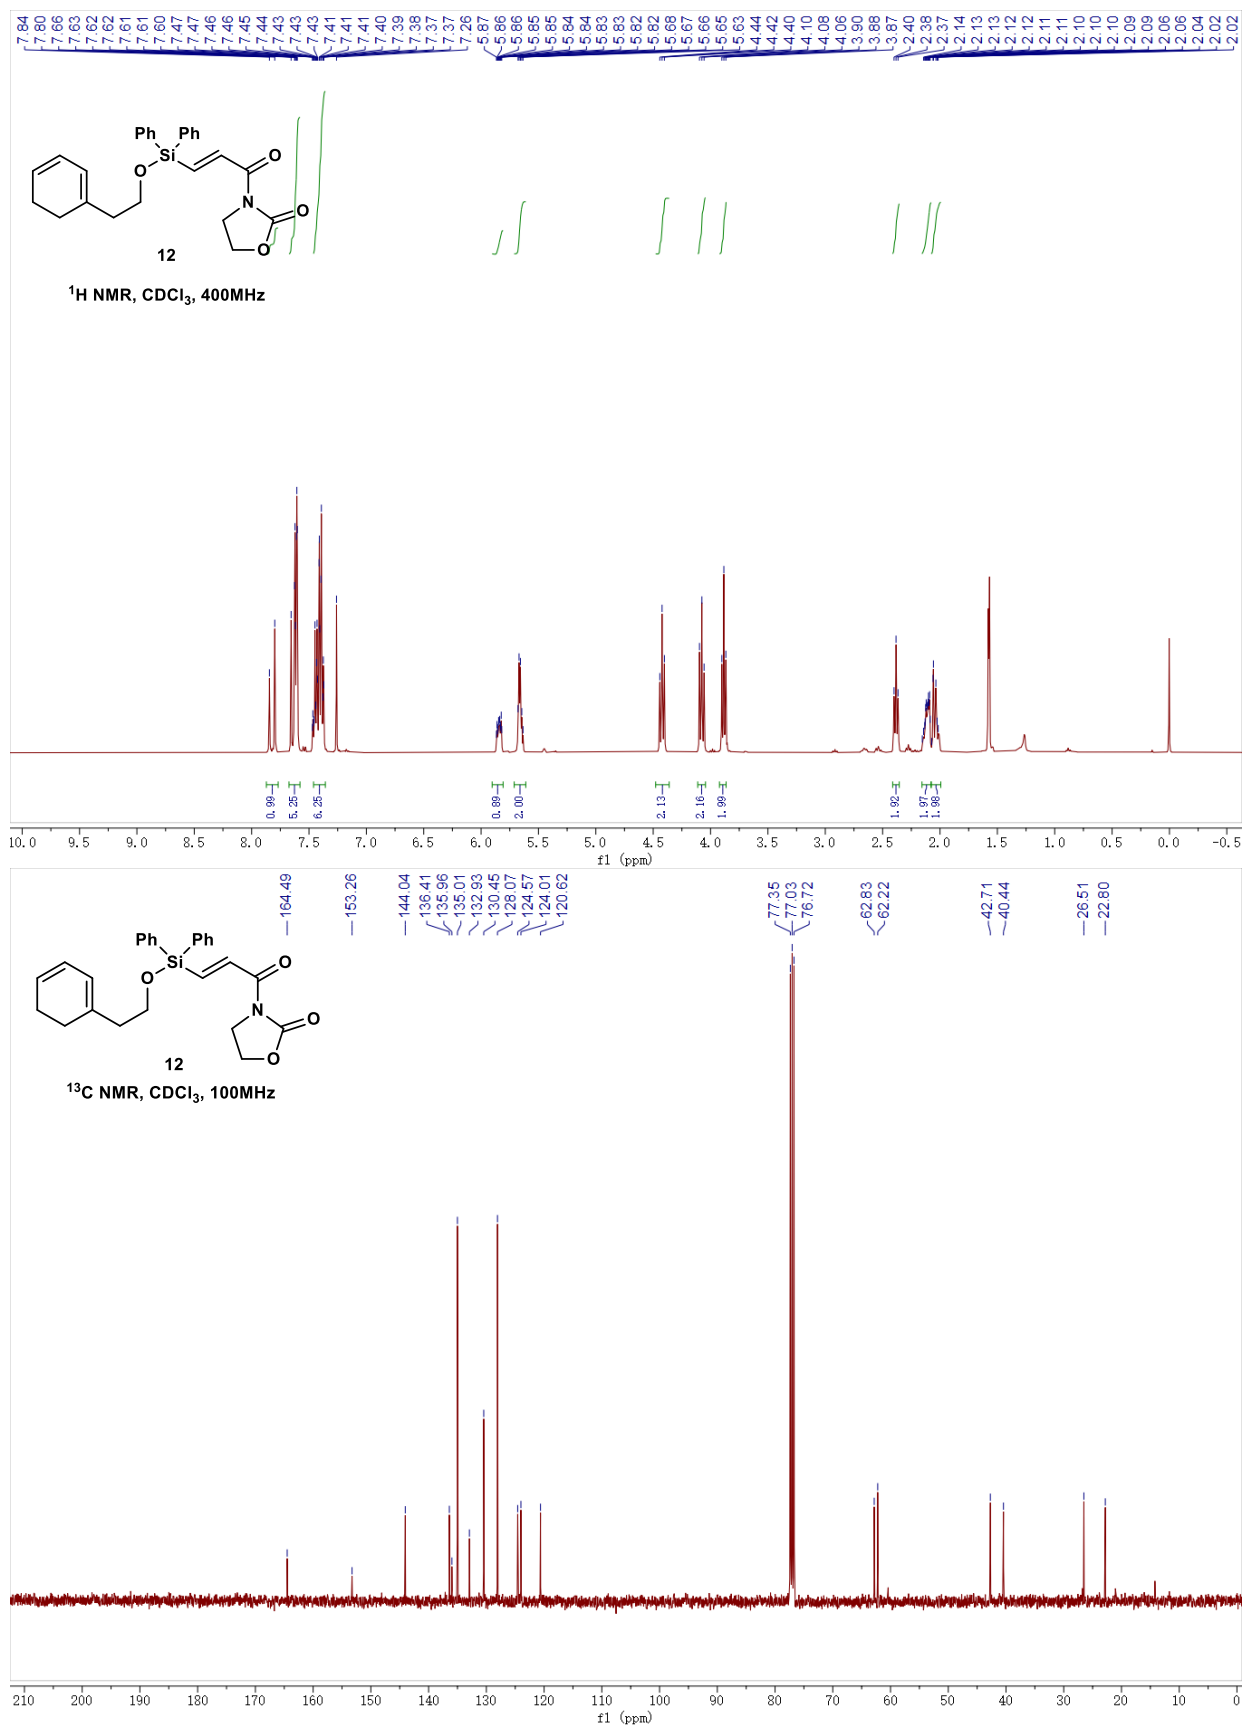 7.84 7.80 7.66 7.63 7.62 7.62 7.61 7.61 7.60 7.47 7.47 7.46 7.46 7.45 7.44 7.43 7.43 7.43 7.41 7.41 7.41 7.40 7.39 7.38 7.37 7.37 7.26 5.87 5.86 5.86 5.85 5.85 5.84 5.84 5.83 5.83 5.82 5.82 5.68 5.67 5.66 5.65 5.63 4.44 4.42 4.40 4.10 4.08 4.06 3.90 3.88 3.87 2.40 2.38 2.37 2.14 2.13 2.13 2.12 2.12 2.11 2.11 2.10 2.10 2.10 2.09 2.09 2.06 2.06 2.04 2.02 2.02
Ph Ph
Si O
O
N
O
O
12
1H NMR, CDCl3, 400MHz
0.99 5.25 6.25 0.89 2.00 2.13 2.16 1.99 1.92 1.97 1.98
10.0 9.5 9.0 8.5 8.0 7.5 7.0 6.5 6.0 5.5 5.0 4.5 4.0 3.5 3.0 2.5 2.0 1.5 1.0 0.5 0.0 -0.5
f1 (ppm)
164.49 153.26 144.04 136.41 135.96 135.01 132.93 130.45 128.07 124.57 124.01 120.62 77.35 77.03 76.72 62.83 62.22 42.71 40.44 26.51 22.80
Ph Ph
Si O
O
N
O
O
12
13C NMR, CDCl3, 100MHz
210 200 190 180 170 160 150 140 130 120 110 100 90 80 70 60 50 40 30 20 10 0
f1 (ppm)